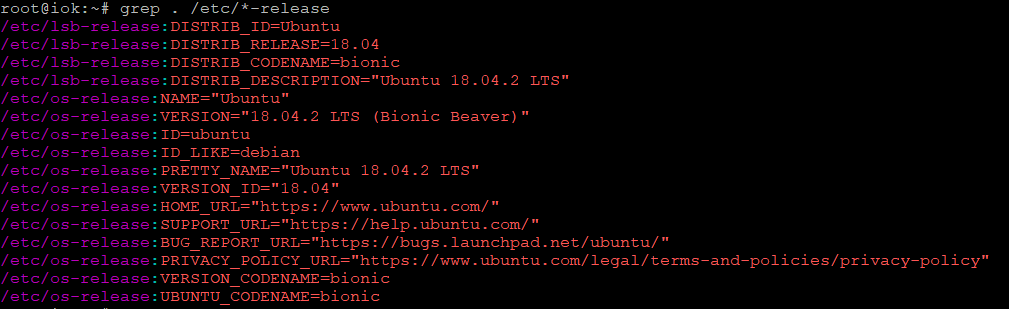 root@iok:~# grep . /etc/*-release
/etc/lsb-release:DISTRIB_ID=Ubuntu
/etc/lsb-release:DISTRIB_RELEASE=18.04
/etc/lsb-release:DISTRIB_CODENAME=bionic
/etc/lsb-release:DISTRIB_DESCRIPTION="Ubuntu 18.04.2 LTS"
/etc/os-release:NAME="Ubuntu"
/etc/os-release:VERSION="18.04.2 LTS (Bionic Beaver)"
/etc/os-release:ID=ubuntu
/etc/os-release:ID_LIKE=debian
/etc/os-release:PRETTY_NAME="Ubuntu 18.04.2 LTS"
/etc/os-release:VERSION_ID="18.04"
/etc/os-release:HOME_URL="https://www.ubuntu.com/"
/etc/os-release:SUPPORT_URL="https://help.ubuntu.com/"
/etc/os-release:BUG_REPORT_URL="https://bugs.launchpad.net/ubuntu/"
/etc/os-release:PRIVACY_POLICY_URL="https://www.ubuntu.com/legal/terms-and-policies/privacy-policy"
/etc/os-release:VERSION_CODENAME=bionic
/etc/os-release:UBUNTU_CODENAME=bionic